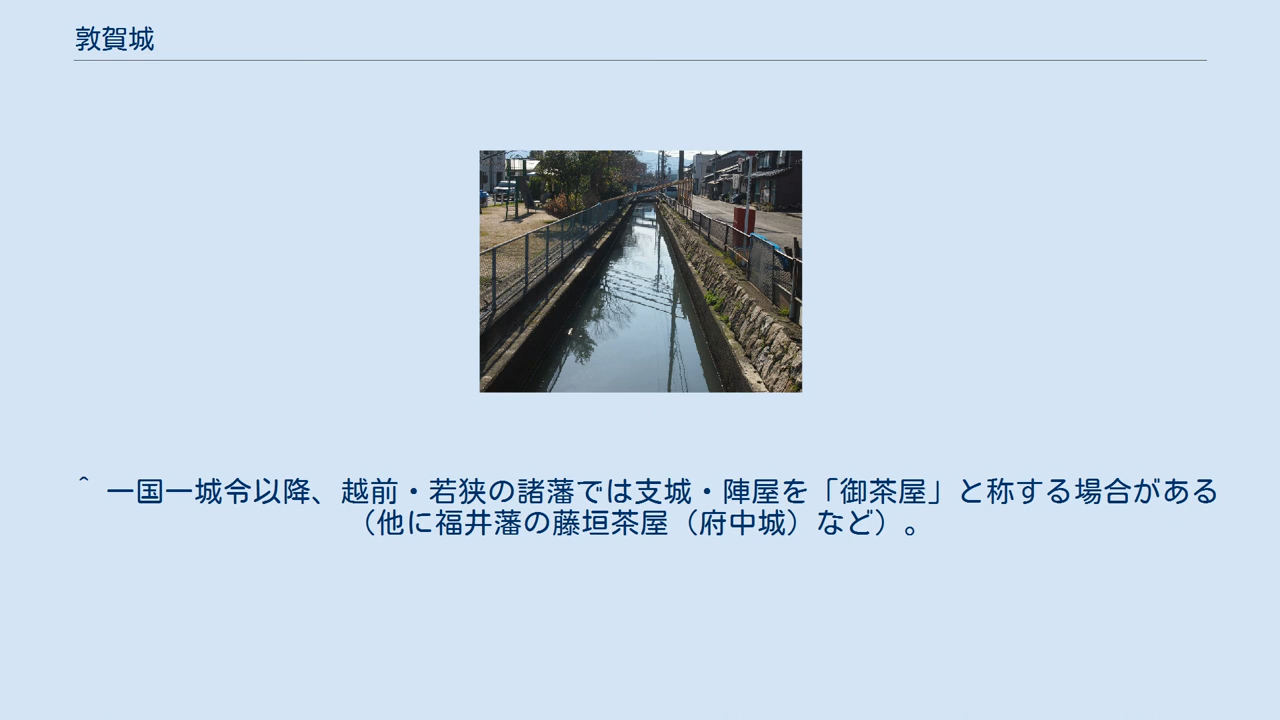 敦賀城
^ 一国一城令以降、越前・若狭の諸藩では支城・陣屋を「御茶屋」と称する場合がある
（他に福井藩の藤垣茶屋（府中城）など）。